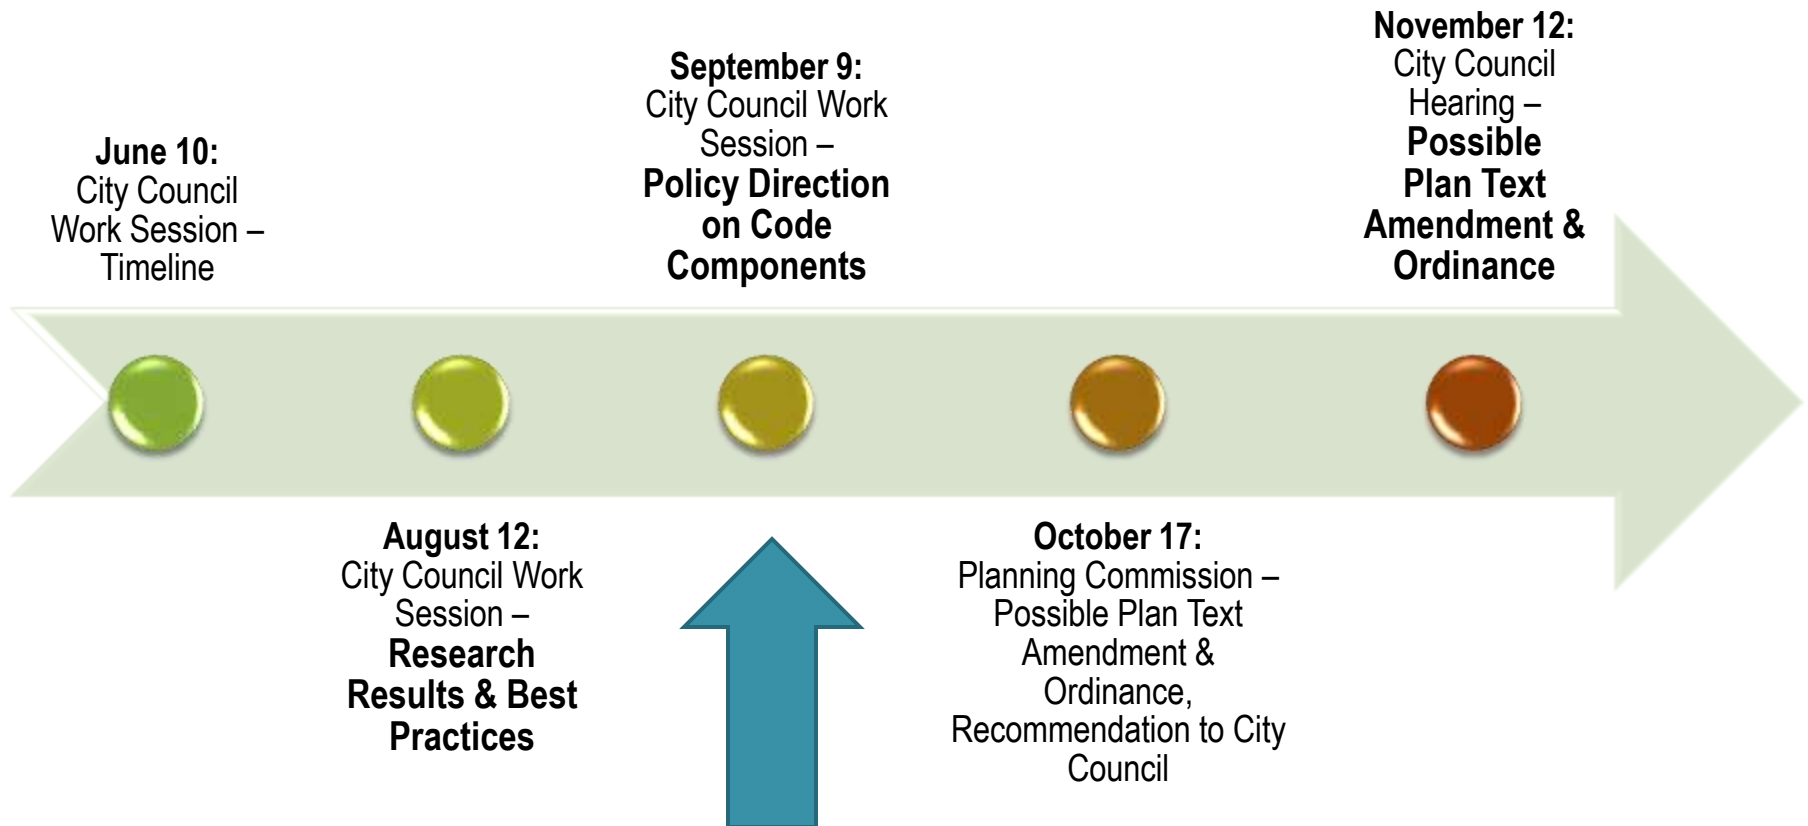 June 10:
City Council
Work Session –
Timeline
August 12:
City Council Work
Session –
Research
Results & Best
Practices
September 9:
City Council Work
Session –
Policy Direction
on Code
Components
October 17:
Planning Commission –
Possible Plan Text
Amendment &
Ordinance,
Recommendation to City
Council
November 12:
City Council
Hearing –
Possible
Plan Text
Amendment &
Ordinance